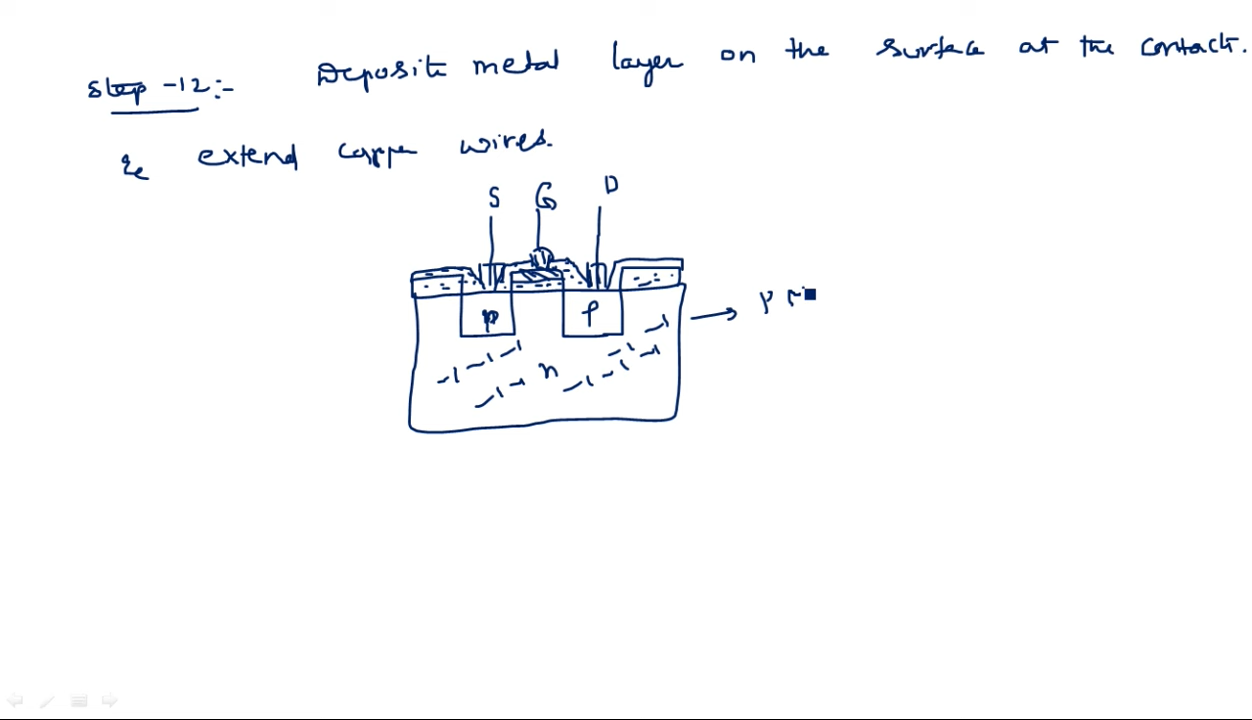 Step -12:- Deposite metal layer on the surface at the contact.
& extend copper wires.
S G D
p p
n